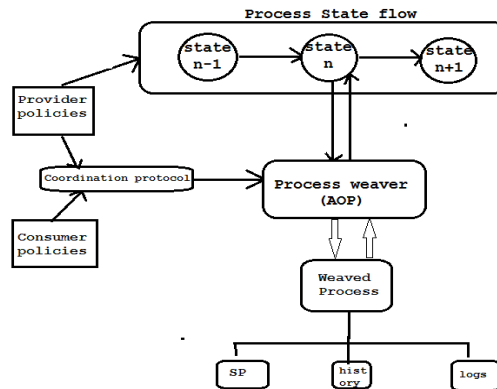 Process State flow
state
n-1
state
n
state
n+1
Provider
policies
Coordination protocol
Process weaver
(AOP)
Consumer
policies
Weaved
Process
SP
hist
ory
logs